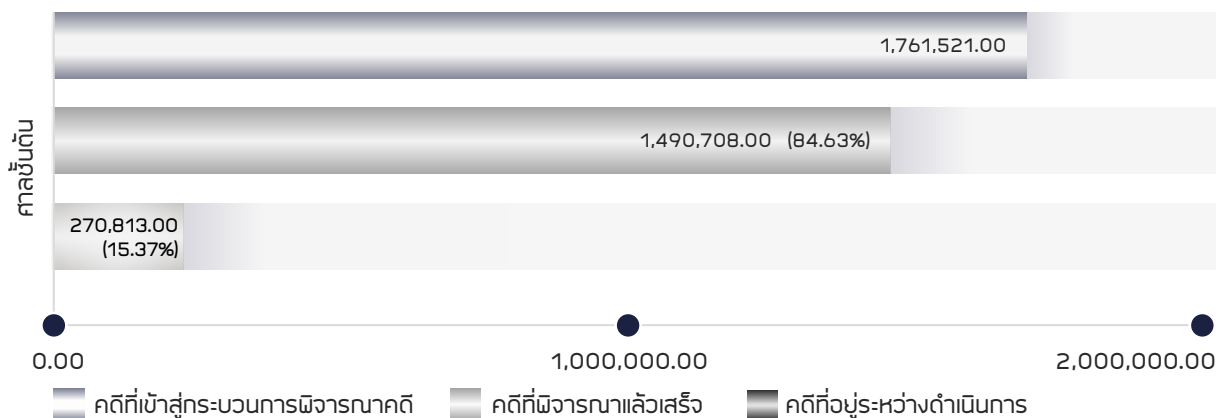 1,761,521.00
ศาลชั้นต้น
1,490,708.00 (84.63%)
270,813.00
(15.37%)
0.00 1,000,000.00 2,000,000.00
คดีที่เข้าสู่กระบวนการพิจารณาคดี คดีที่พิจารณาแล้วเสร็จ คดีที่อยู่ระหว่างดำเนินการ